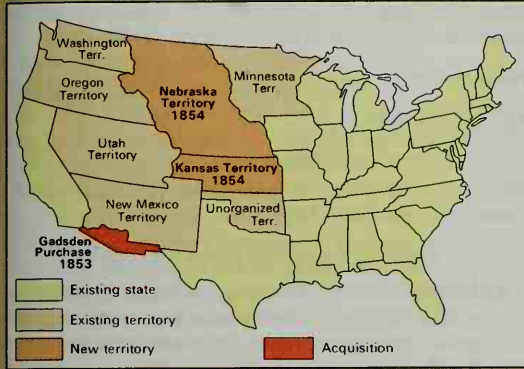 Washington
Terr.
Oregon
Territory
Nebraska
Territory
1854
Minnesota
Terr.
Utah
Territory
Kansas Territory
1854
New Mexico
Territory
Unorganized
Terr.
Gadsden
Purchase
1853
Existing state
Existing territory
New territory
Acquisition